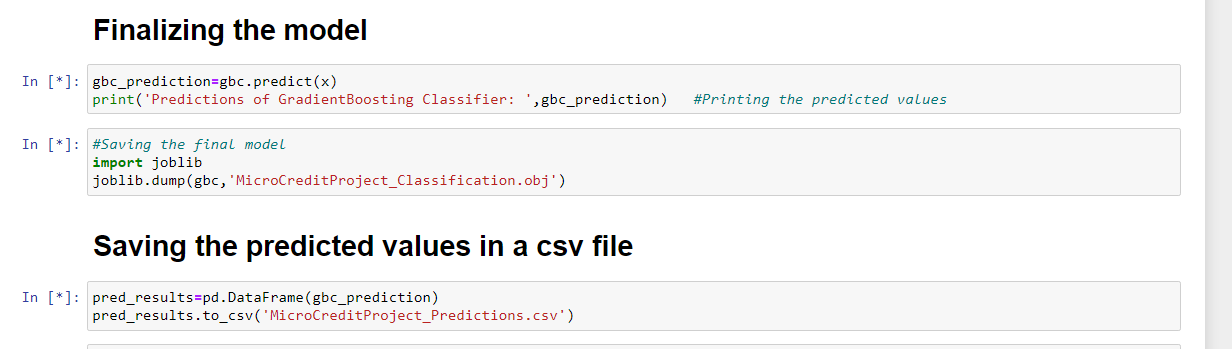 Finalizing the model
In [*]: gbc_prediction=gbc.predict(x)
print('Predictions of GradientBoosting Classifier: ',gbc_prediction)   #Printing the predicted values
In [*]: #Saving the final model
import joblib
joblib.dump(gbc,'MicroCreditProject_Classification.obj')
Saving the predicted values in a csv file
In [*]: pred_results=pd.DataFrame(gbc_prediction)
pred_results.to_csv('MicroCreditProject_Predictions.csv')